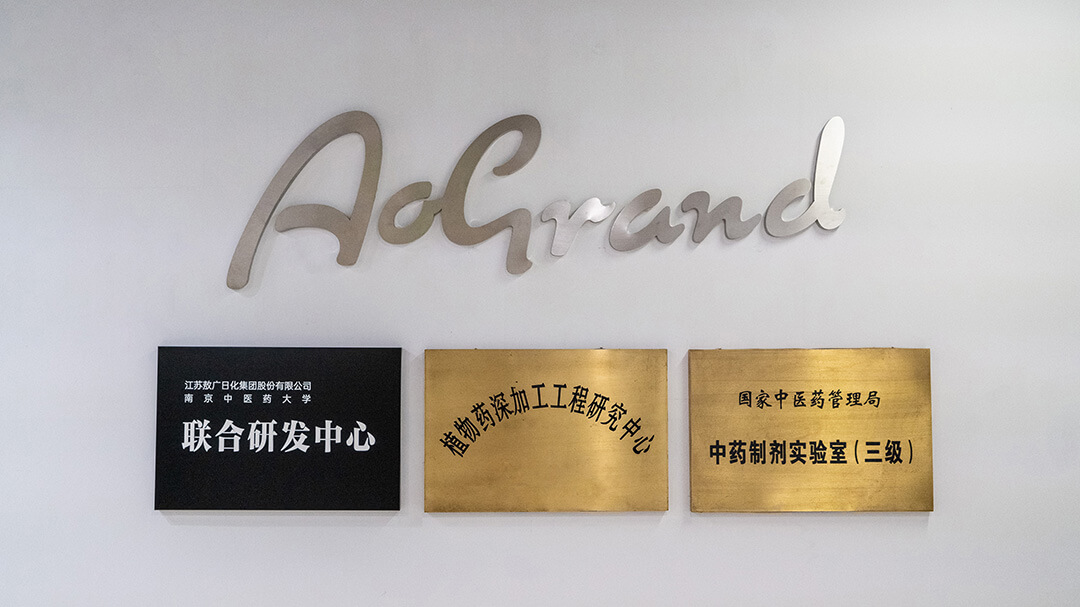 AoGrand
江苏敖广日化集团股份有限公司
南京中医药大学
联合研发中心
植物药深加工工程研究中心
国家中医药管理局
中药制剂实验室（三级）